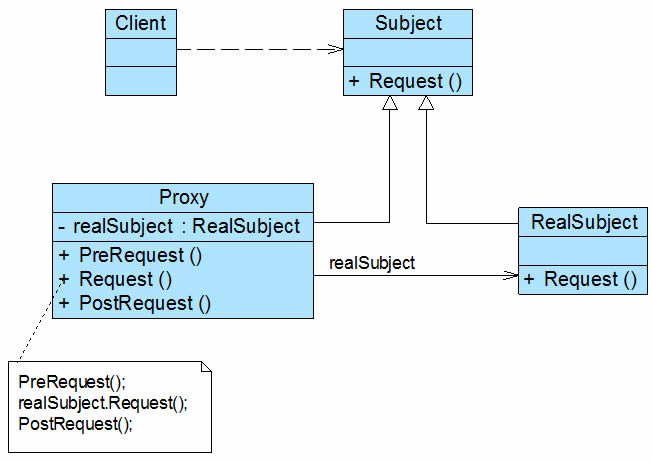 Client
Subject
+ Request ()
Proxy
- realSubject : RealSubject
+ PreRequest ()
+ Request ()
+ PostRequest ()
realSubject
RealSubject
+ Request ()
PreRequest();
realSubject.Request();
PostRequest();